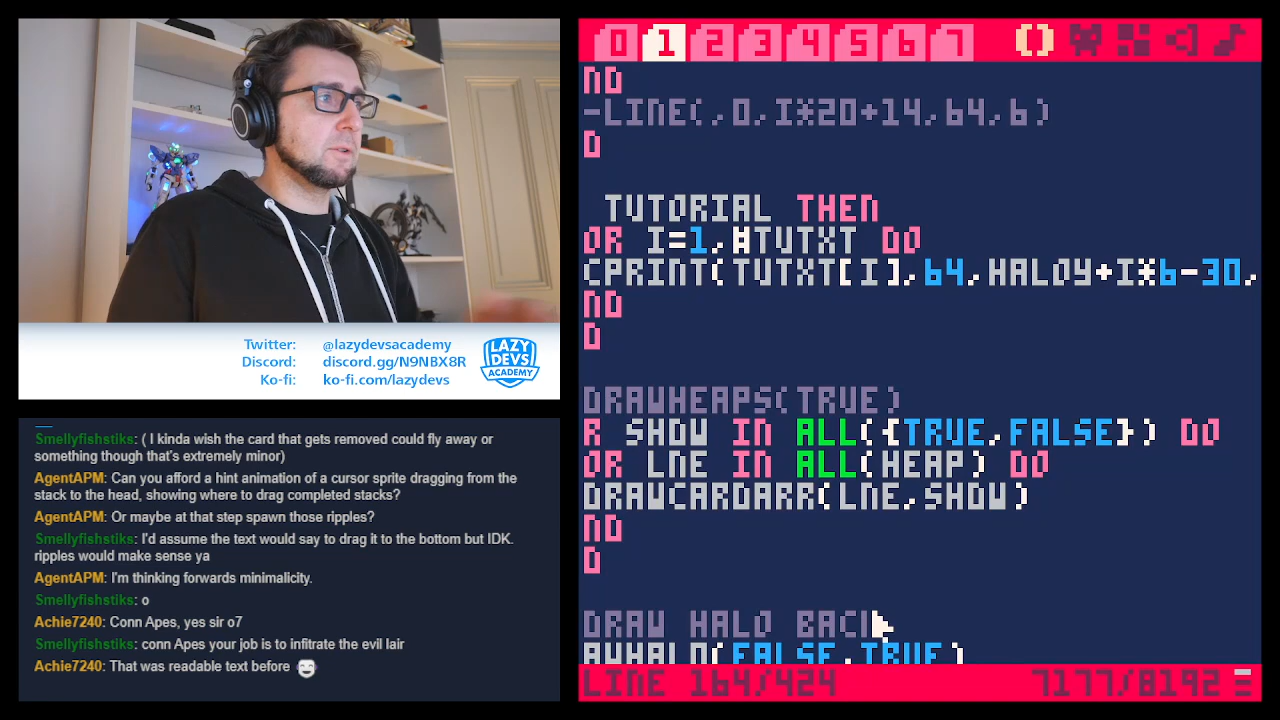 Twitter: @lazydevsacademy
Discord: discord.gg/N9NBX8R
Ko-fi: ko-fi.com/lazydevs
LAZY
DEVS
ACADEMY
Smellyfishstiks: ( I kinda wish the card that gets removed could fly away or
something though that's extremely minor)
AgentAPM: Can you afford a hint animation of a cursor sprite dragging from the
stack to the head, showing where to drag completed stacks?
AgentAPM: Or maybe at that step spawn those ripples?
Smellyfishstiks: I'd assume the text would say to drag it to the bottom but IDK.
ripples would make sense ya
AgentAPM: I'm thinking forwards minimalicity.
Smellyfishstiks: o
Achie7240: Conn Apes, yes sir o7
Smellyfishstiks: conn Apes your job is to infitrate the evil lair
Achie7240: That was readable text before
0 1 2 3 4 5 6 7 ()
ND
-LINE(,0,I*20+14,64,6)
D
TUTORIAL THEN
OR I=1,#TUTXT DO
CPRINT(TUTXT[I],64,HALOY+I*6-30,
ND
D
DRAWHEAPS(TRUE)
R SHOW IN ALL({TRUE,FALSE}) DO
OR LNE IN ALL(HEAP) DO
DRAWCARDARR(LNE,SHOW)
ND
D
DRAW HALO BACK
AWHALO(FALSE,TRUE)
LINE 164/424 7177/8192